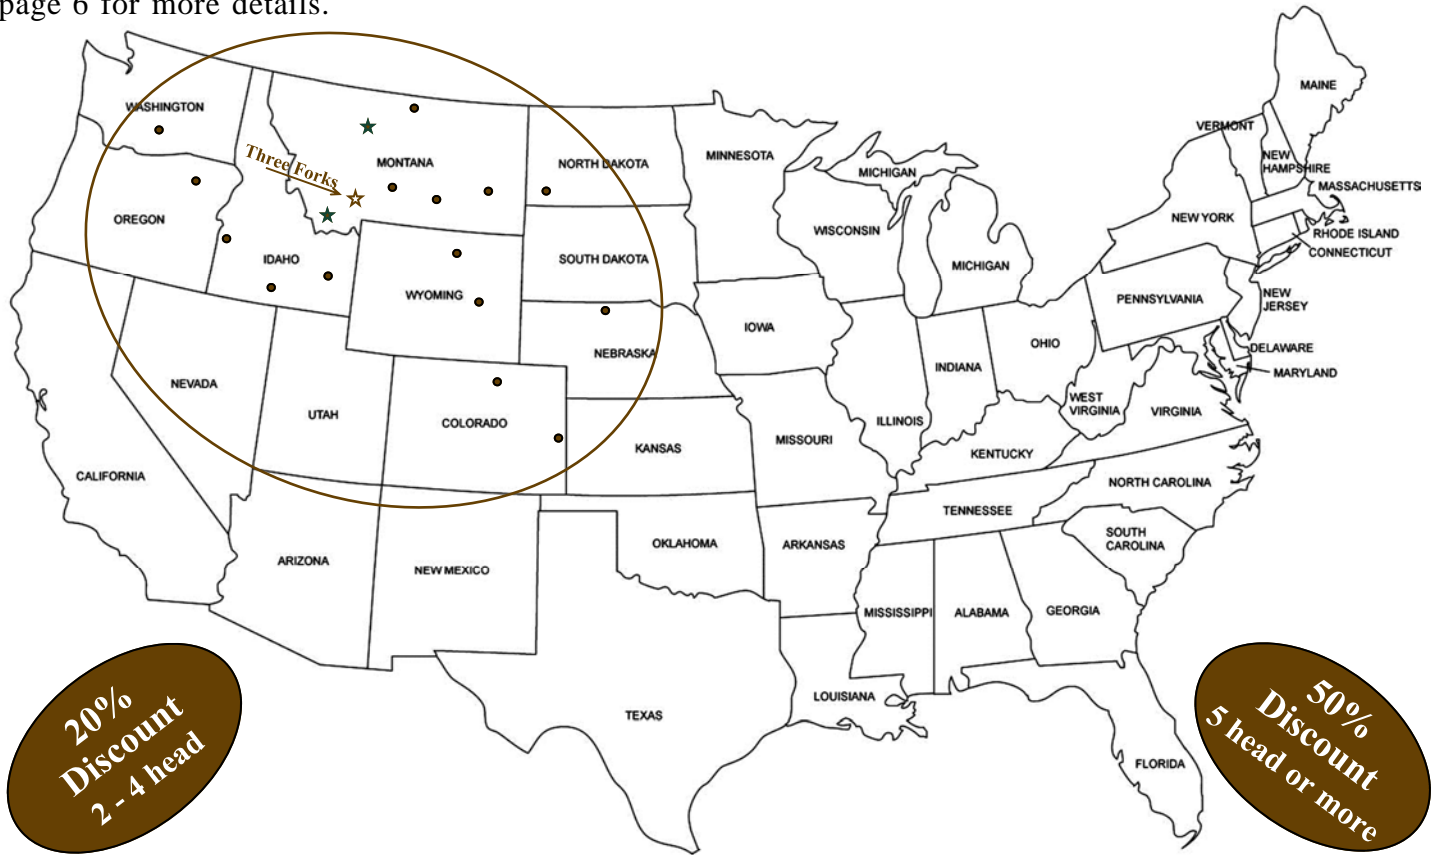 page 6 for more details.
MAINE
WASHINGTON
VERMONT
MONTANA
NORTH DAKOTA
MINNESOTA
MICHIGAN
NEW
HAMPSHIRE
MASSACHUSETTS
Three Forks
OREGON
NEW YORK
WISCONSIN
RHODE ISLAND
CONNECTICUT
IDAHO
SOUTH DAKOTA
MICHIGAN
WYOMING
PENNSYLVANIA
NEW
JERSEY
IOWA
OHIO
NEBRASKA
DELAWARE
INDIANA
MARYLAND
NEVADA
UTAH
COLORADO
WEST
VIRGINIA
VIRGINIA
ILLINOIS
MISSOURI
KANSAS
KENTUCKY
CALIFORNIA
NORTH CAROLINA
TENNESSEE
SOUTH
CAROLINA
OKLAHOMA
ARKANSAS
ARIZONA
NEW MEXICO
MISSISSIPPI
ALABAMA
GEORGIA
LOUISIANA
TEXAS
FLORIDA
20%
Discount
2 - 4 head
50%
Discount
5 head or more